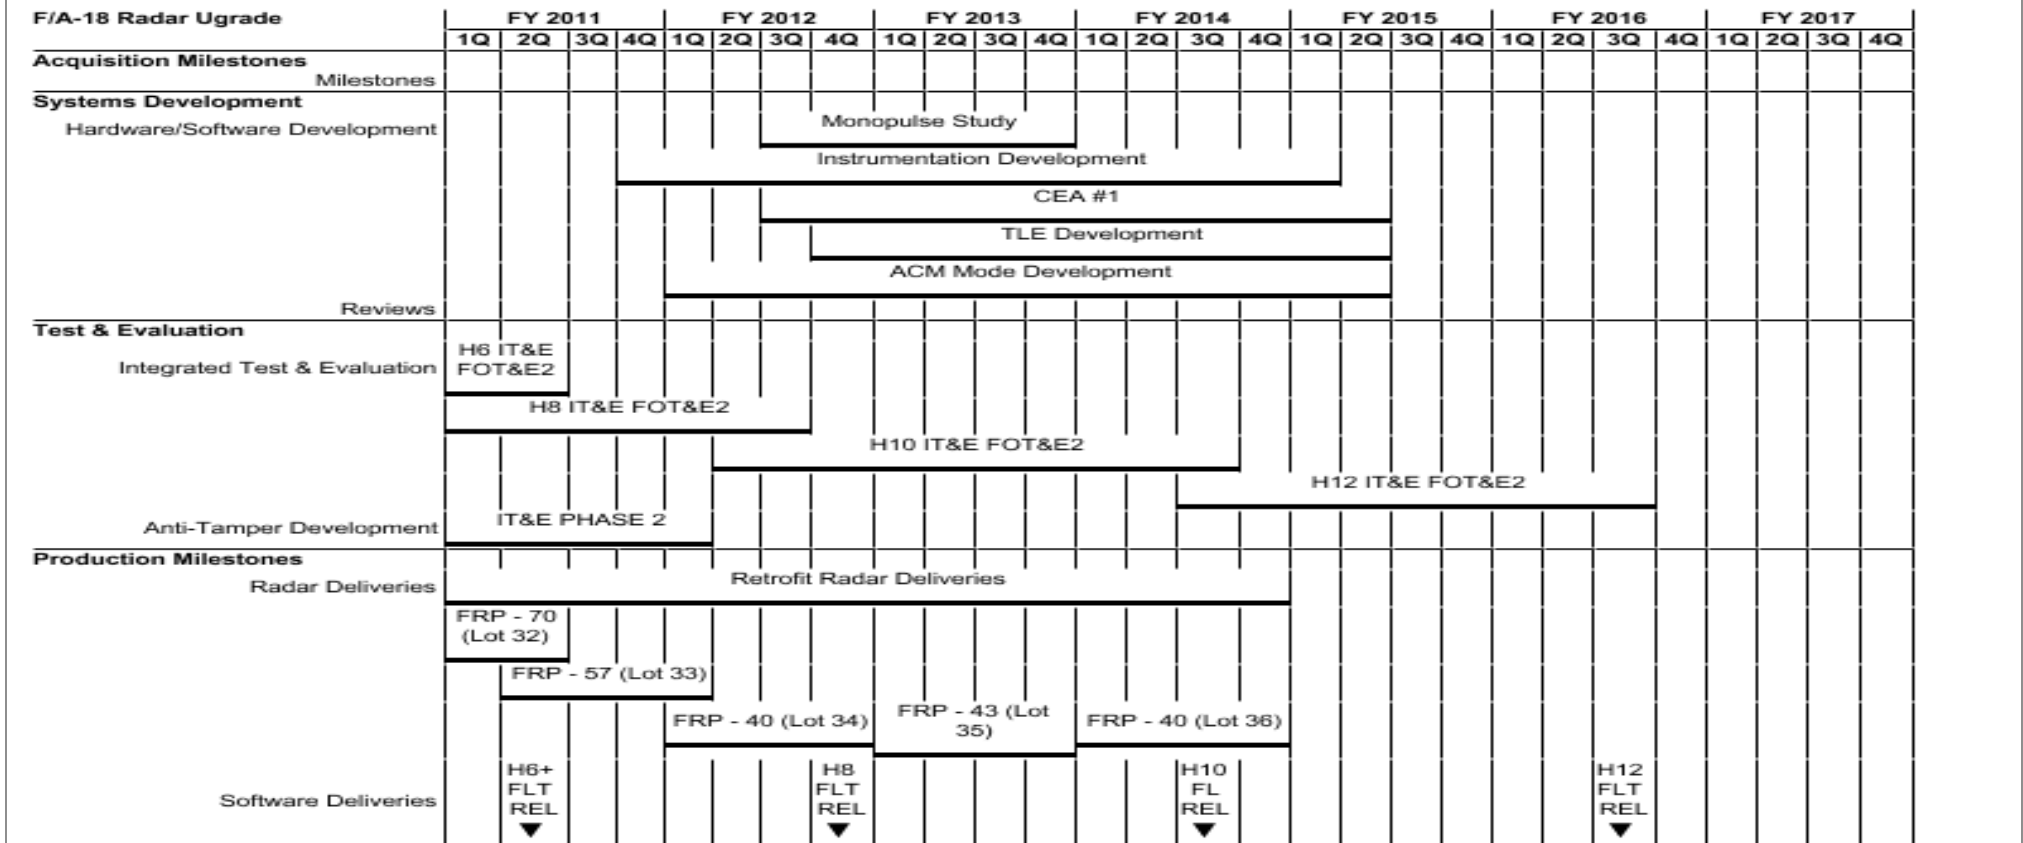 F/A-18 Radar Ugrade
FY 2011 FY 2012 FY 2013 FY 2014 FY 2015 FY 2016 FY 2017
1Q 2Q 3Q 4Q 1Q 2Q 3Q 4Q 1Q 2Q 3Q 4Q 1Q 2Q 3Q 4Q 1Q 2Q 3Q 4Q 1Q 2Q 3Q 4Q 1Q 2Q 3Q 4Q
Acquisition Milestones
Milestones
Systems Development
Hardware/Software Development
Monopulse Study
Instrumentation Development
CEA #1
TLE Development
ACM Mode Development
Reviews
Test & Evaluation
Integrated Test & Evaluation
H6 IT&E
FOT&E2
H8 IT&E FOT&E2
H10 IT&E FOT&E2
H12 IT&E FOT&E2
Anti-Tamper Development
IT&E PHASE 2
Production Milestones
Radar Deliveries
Retrofit Radar Deliveries
FRP - 70
(Lot 32)
FRP - 57 (Lot 33)
FRP - 40 (Lot 34)
FRP - 43 (Lot
35)
FRP - 40 (Lot 36)
Software Deliveries
H6+
FLT
REL
H8
FLT
REL
H10
FL
REL
H12
FLT
REL